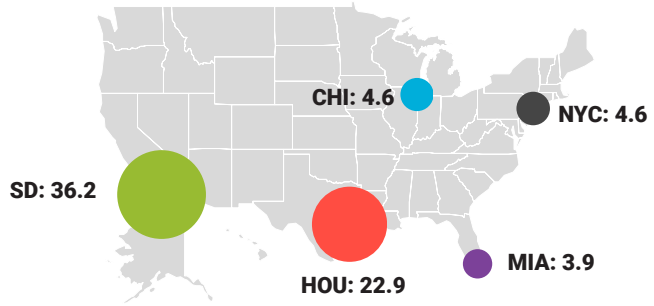 CHI: 4.6
NYC: 4.6
SD: 36.2
MIA: 3.9
HOU: 22.9